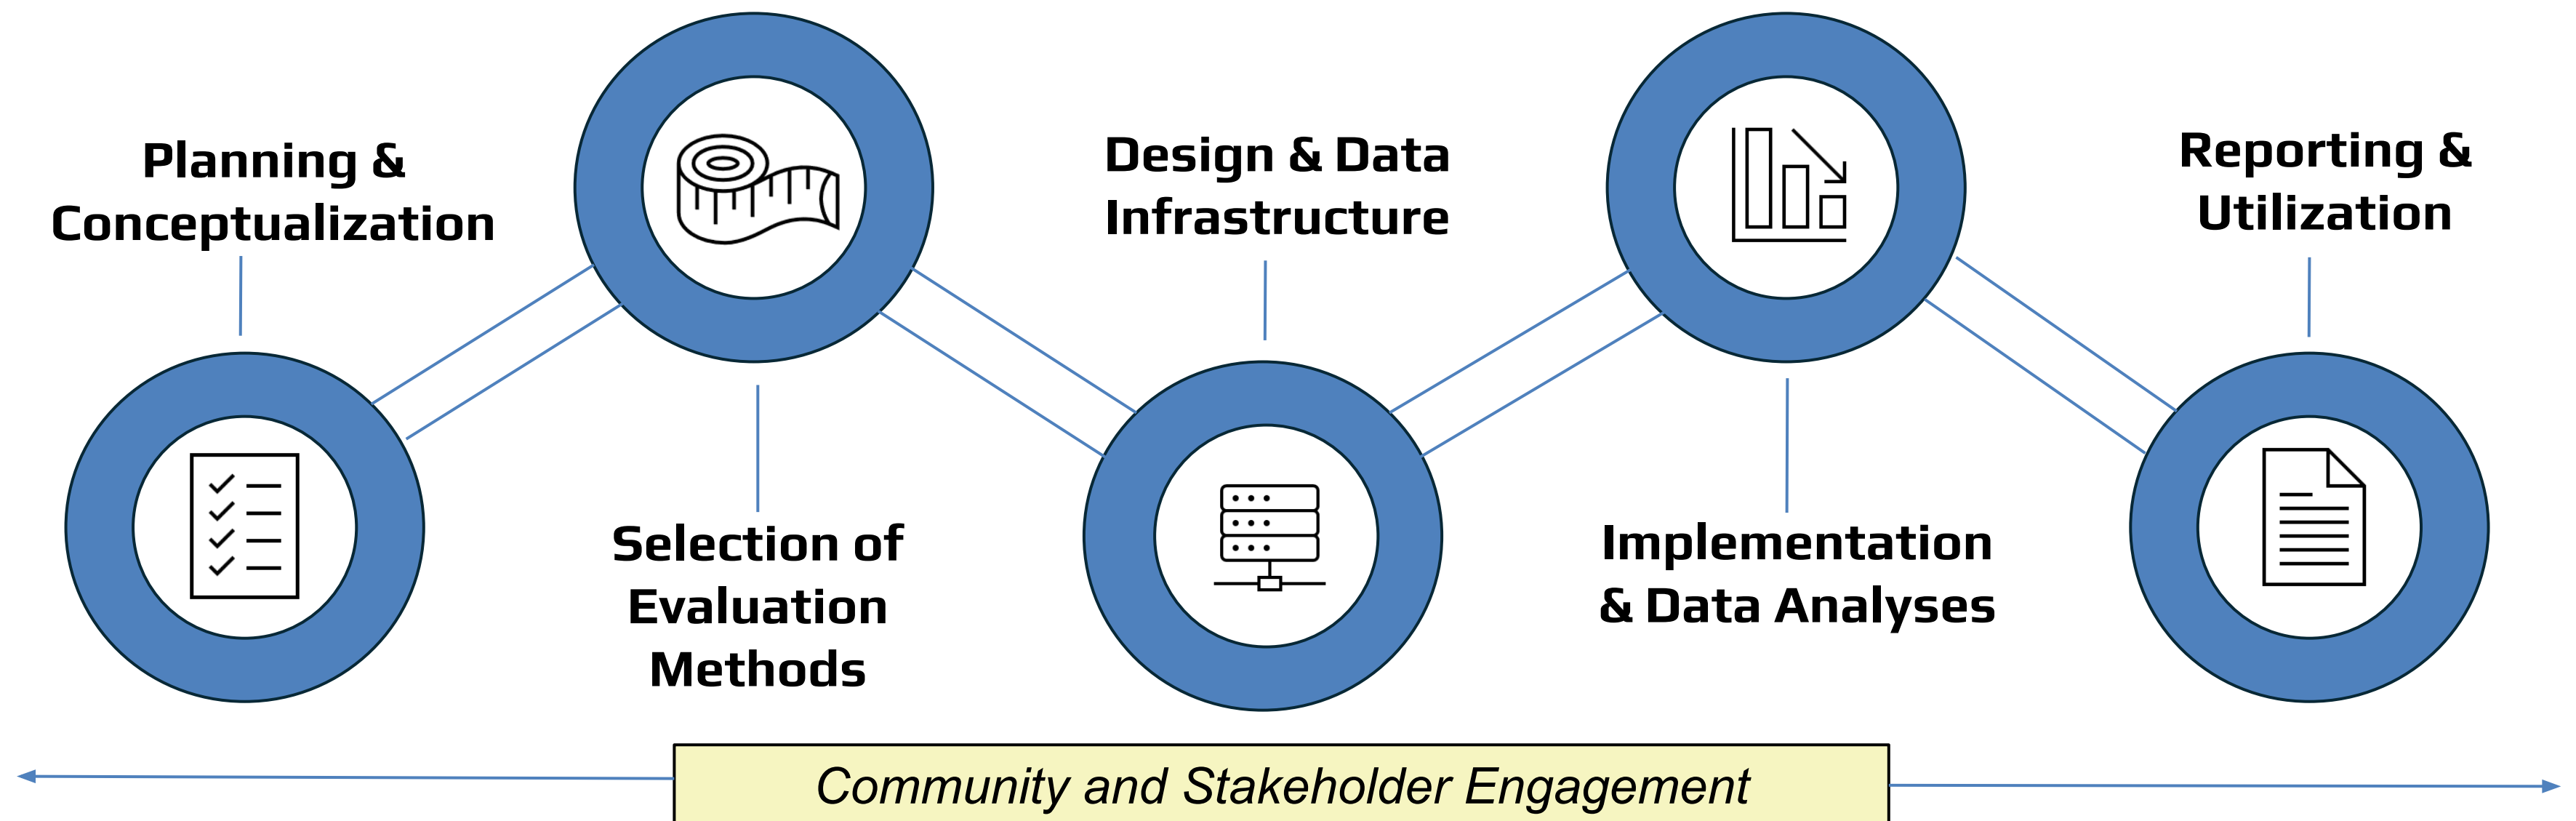 Planning &
Conceptualization
Selection of
Evaluation
Methods
Design & Data
Infrastructure
Implementation
& Data Analyses
Reporting &
Utilization
Community and Stakeholder Engagement